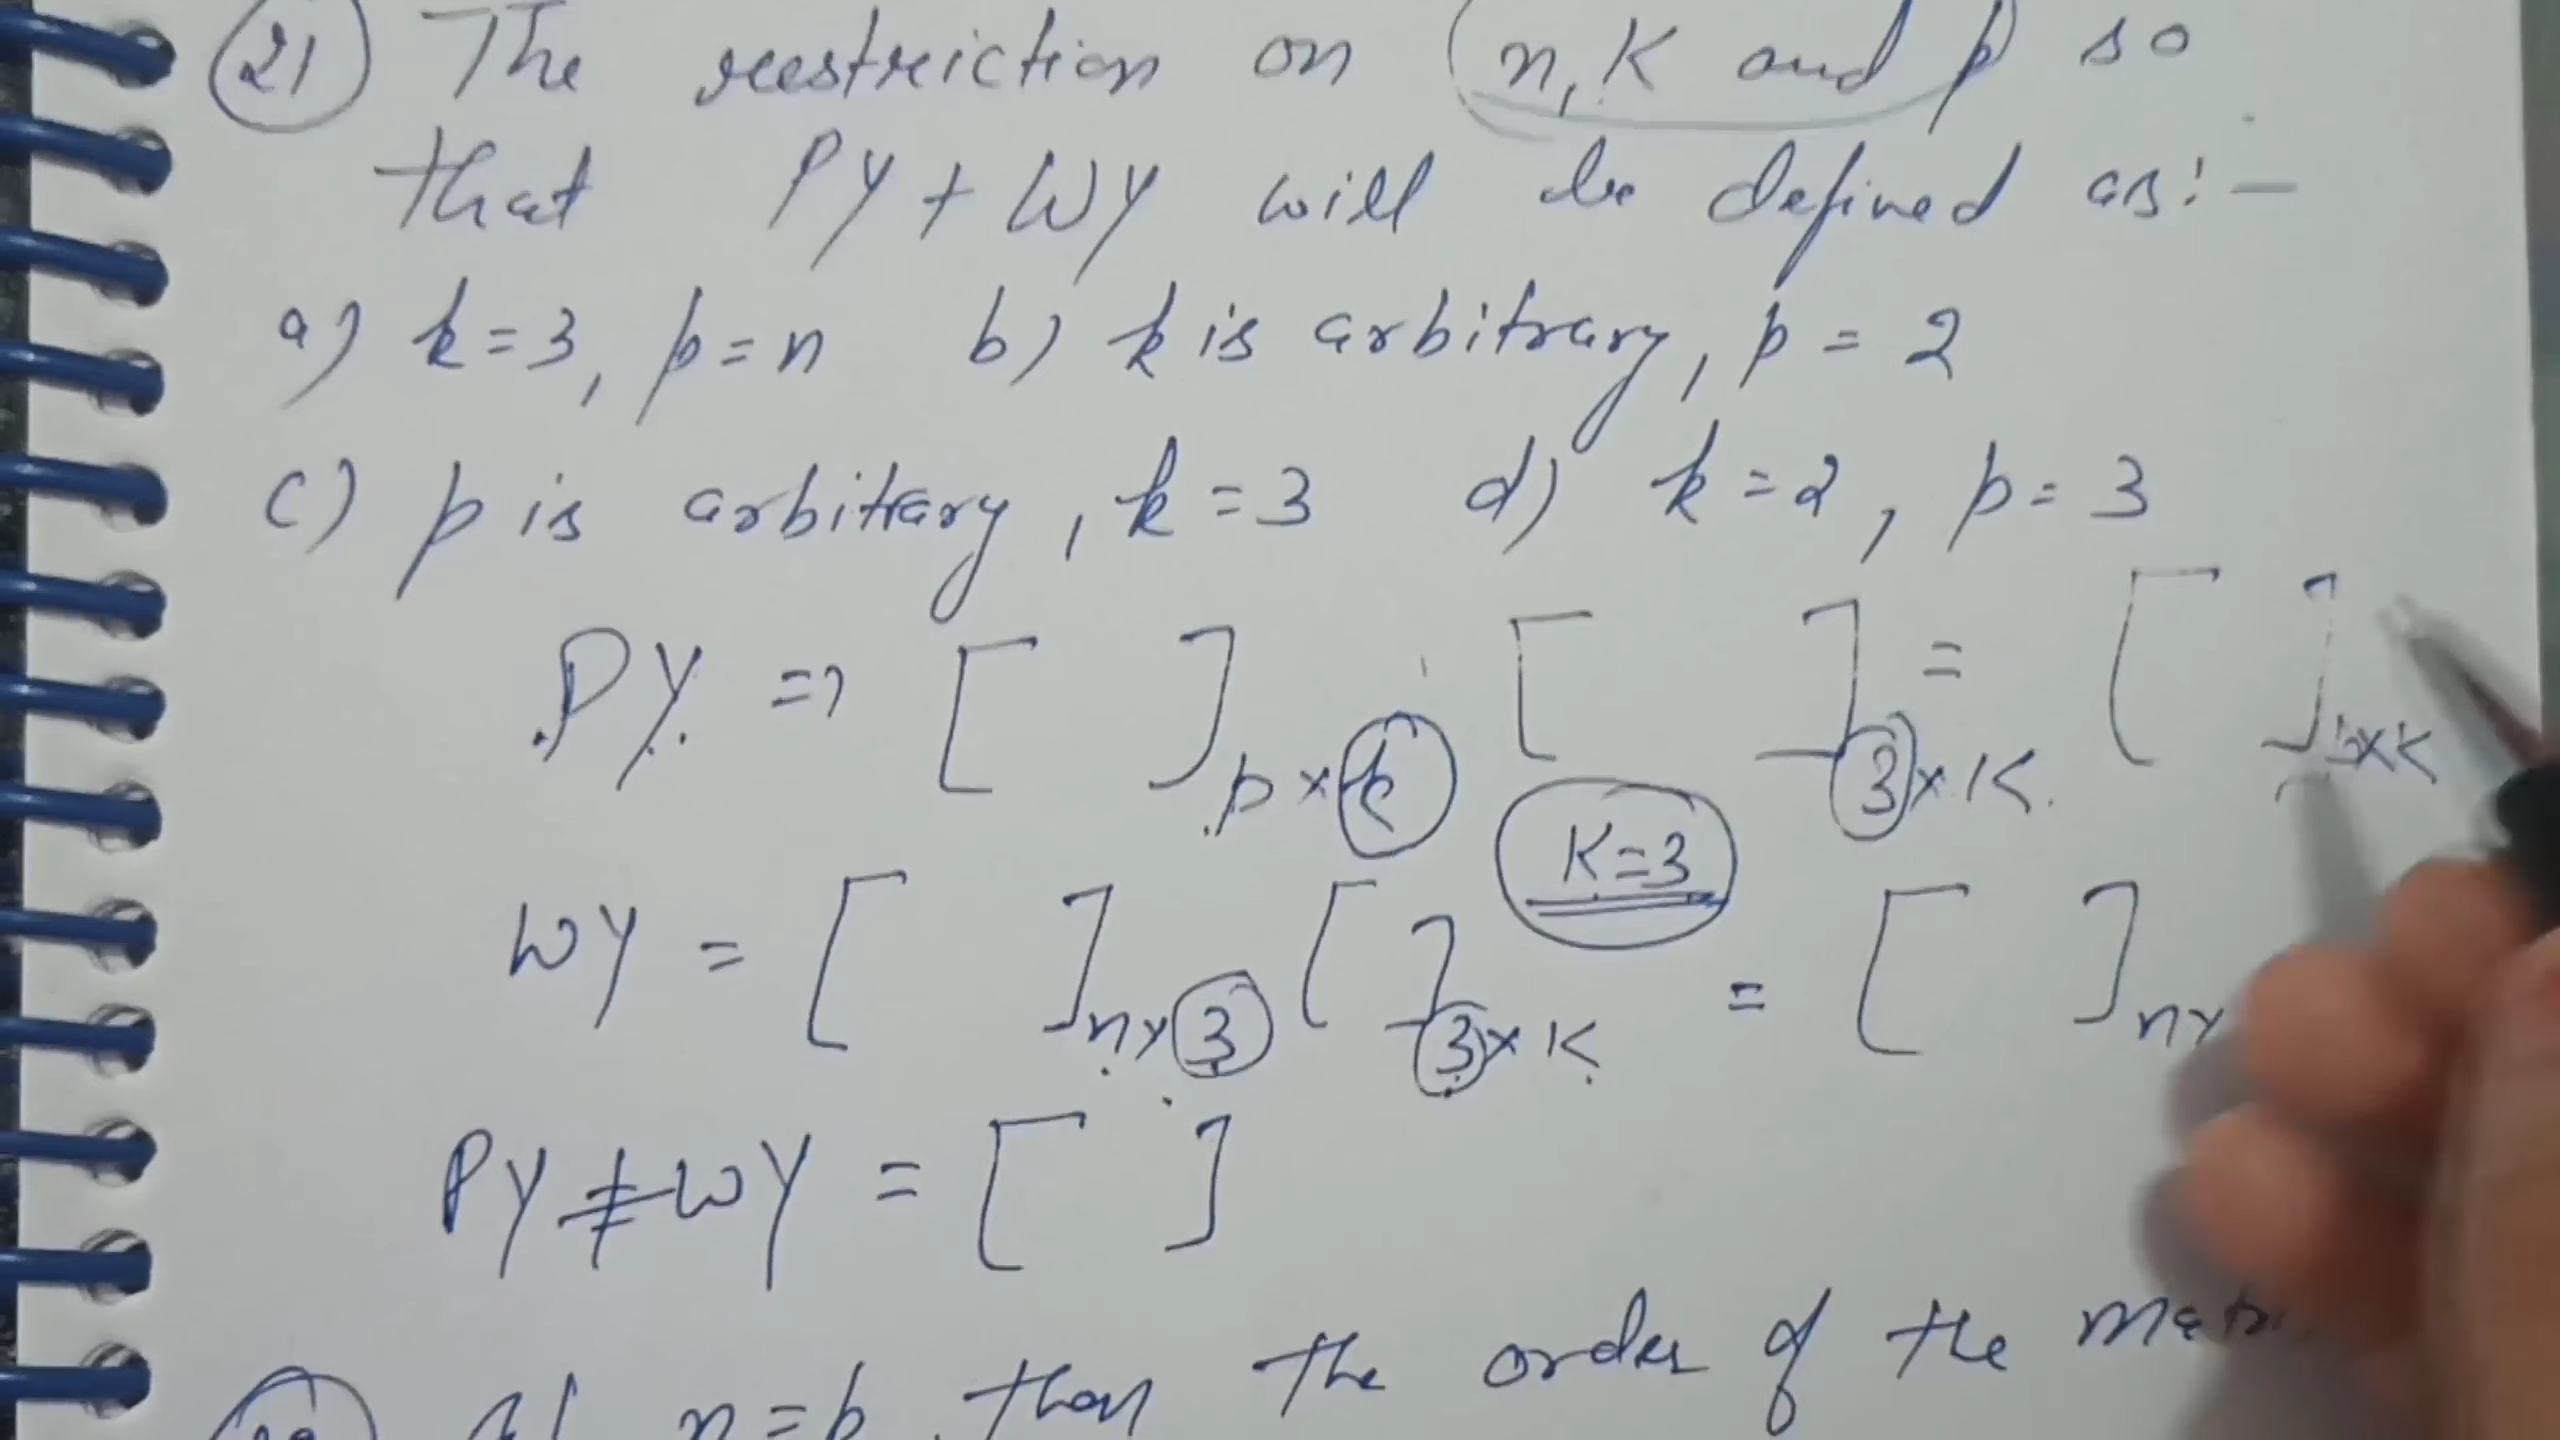 21 The restriction on n, K and p so
that PY + WY will be defined as:-
a) k=3, p=n b) k is arbitrary, p = 2
c) p is arbitrary, k=3 d) k=2, p=3
PY => [ ] p×k [ ] 3×K = [ ] p×K
K=3
WY = [ ] n×3 [ ] 3×K = [ ] n×
PY ≠ WY = [ ]
n=p, then the order of the